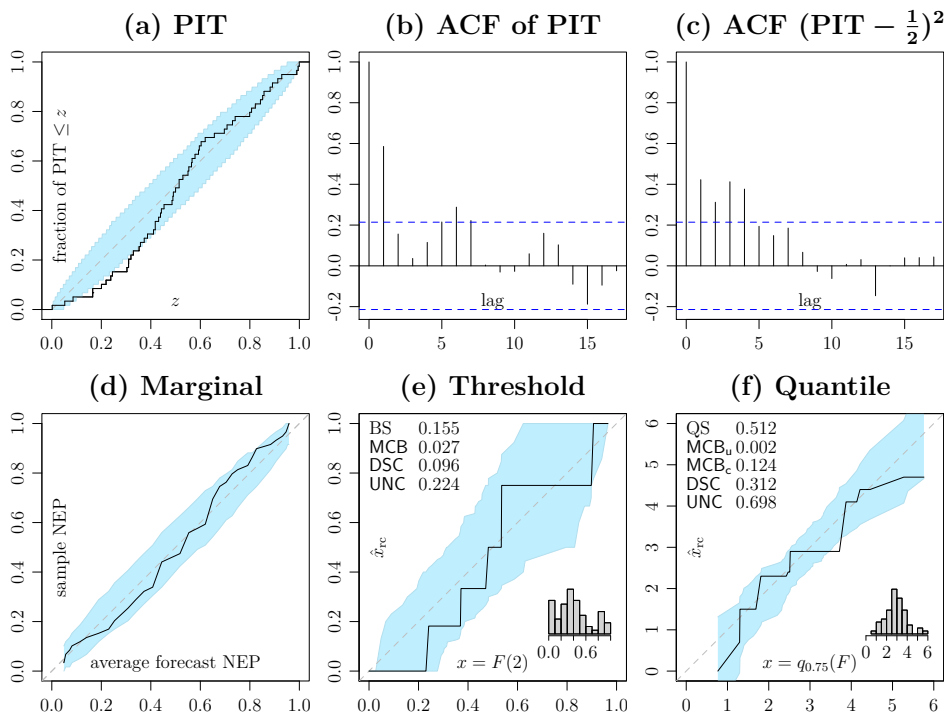 (a) PIT
fraction of PIT ≤ z
z
0.0 0.2 0.4 0.6 0.8 1.0
0.0 0.2 0.4 0.6 0.8 1.0
(b) ACF of PIT
-0.2 0.0 0.2 0.4 0.6 0.8 1.0
lag
0 5 10 15
(c) ACF (PIT − 1/2)²
-0.2 0.0 0.2 0.4 0.6 0.8 1.0
lag
0 5 10 15
(d) Marginal
sample NEP
average forecast NEP
0.0 0.2 0.4 0.6 0.8 1.0
0.0 0.2 0.4 0.6 0.8 1.0
(e) Threshold
BS 0.155
MCB 0.027
DSC 0.096
UNC 0.224
x̂rc
0.0 0.6
x = F(2)
0.0 0.2 0.4 0.6 0.8 1.0
0.0 0.2 0.4 0.6 0.8 1.0
(f) Quantile
QS 0.512
MCBu 0.002
MCBc 0.124
DSC 0.312
UNC 0.698
x̂rc
0 2 4 6
x = q0.75(F)
0 1 2 3 4 5 6
0 1 2 3 4 5 6